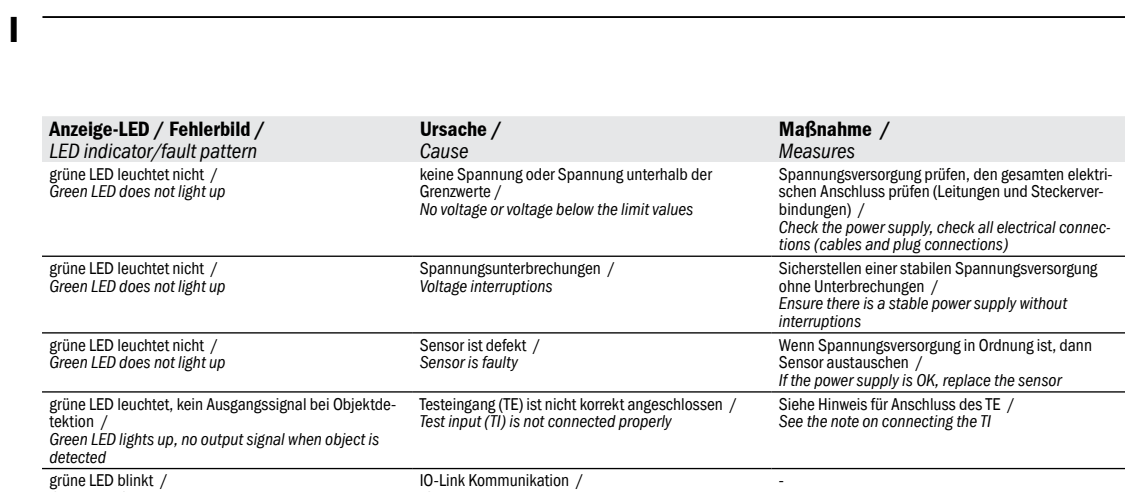 I
Anzeige-LED / Fehlerbild /
LED indicator/fault pattern
Ursache /
Cause
Maßnahme /
Measures
grüne LED leuchtet nicht /
Green LED does not light up
keine Spannung oder Spannung unterhalb der
Grenzwerte /
No voltage or voltage below the limit values
Spannungsversorgung prüfen, den gesamten elektri-
schen Anschluss prüfen (Leitungen und Steckerver-
bindungen) /
Check the power supply, check all electrical connec-
tions (cables and plug connections)
grüne LED leuchtet nicht /
Green LED does not light up
Spannungsunterbrechungen /
Voltage interruptions
Sicherstellen einer stabilen Spannungsversorgung
ohne Unterbrechungen /
Ensure there is a stable power supply without
interruptions
grüne LED leuchtet nicht /
Green LED does not light up
Sensor ist defekt /
Sensor is faulty
Wenn Spannungsversorgung in Ordnung ist, dann
Sensor austauschen /
If the power supply is OK, replace the sensor
grüne LED leuchtet, kein Ausgangssignal bei Objektde-
tektion /
Green LED lights up, no output signal when object is
detected
Testeingang (TE) ist nicht korrekt angeschlossen /
Test input (TI) is not connected properly
Siehe Hinweis für Anschluss des TE /
See the note on connecting the TI
grüne LED blinkt /
IO-Link Kommunikation /
-